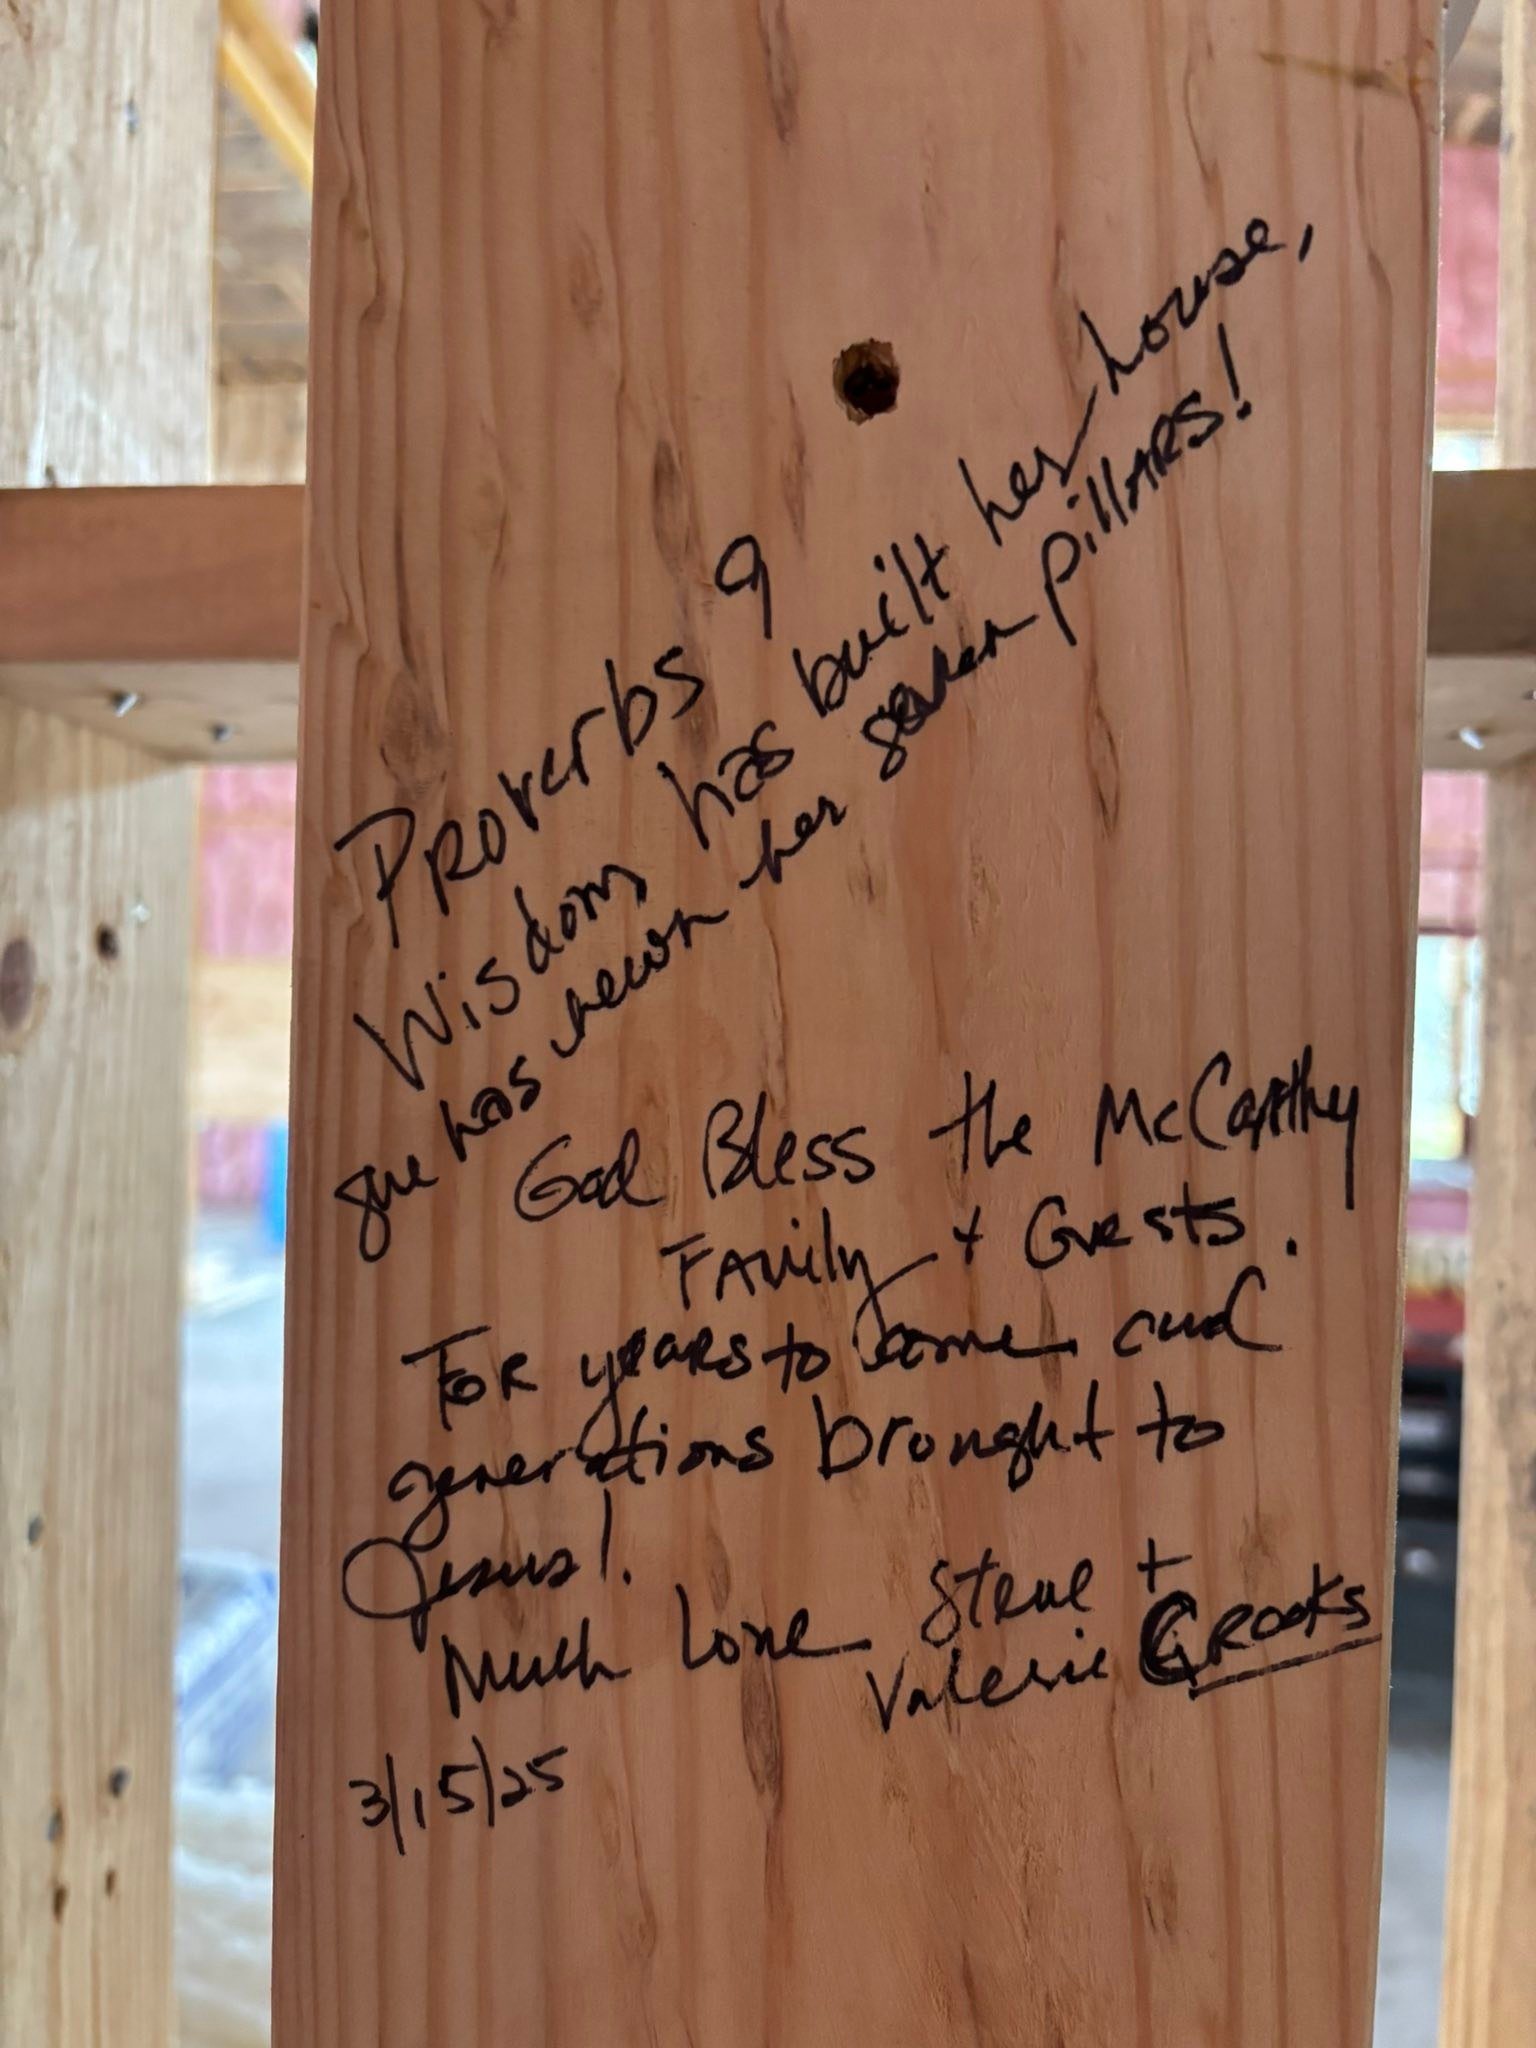 Proverbs 9
Wisdom has built her house,
she has hewn her seven pillARS!
God Bless the McCarthy
FAmily + Guests.
FoR yeaRs to come and
generations brought to
Jesus!.
Much Love Steve +
Valerie CROOKS
3/15/25